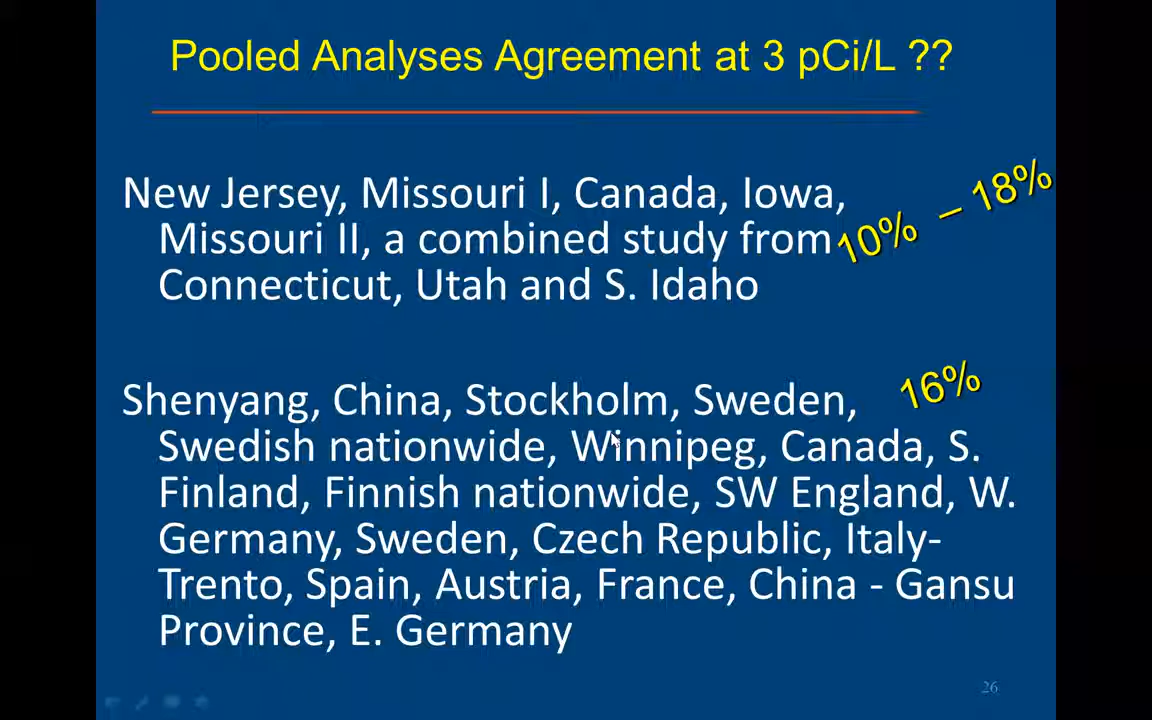 Pooled Analyses Agreement at 3 pCi/L ??
New Jersey, Missouri I, Canada, Iowa,
Missouri II, a combined study from
Connecticut, Utah and S. Idaho
10% – 18%
Shenyang, China, Stockholm, Sweden,
Swedish nationwide, Winnipeg, Canada, S.
Finland, Finnish nationwide, SW England, W.
Germany, Sweden, Czech Republic, Italy-
Trento, Spain, Austria, France, China - Gansu
Province, E. Germany
16%
26